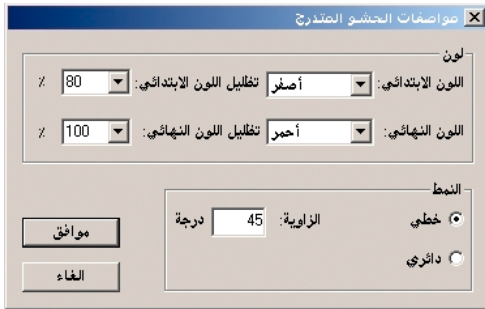 مواصفات الحشو المتدرج
لون
اللون الابتدائي: أصفر تظليل اللون الابتدائي: 80 %
اللون النهائي: أحمر تظليل اللون النهائي: 100 %
النمط
خطي الزاوية: 45 درجة
دائري
موافق
الغاء